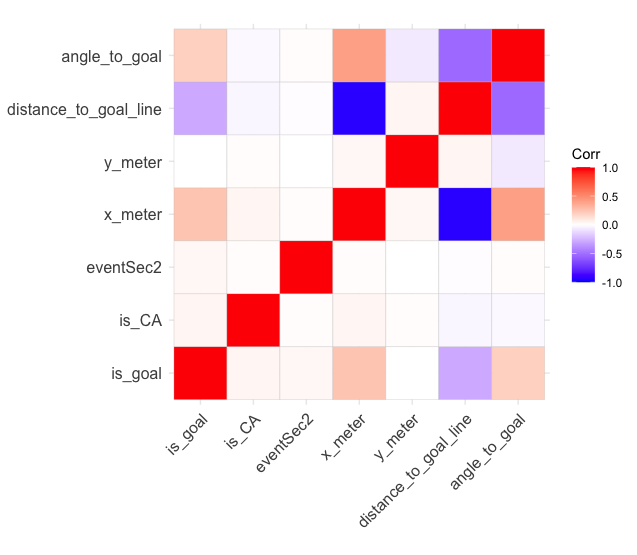 angle_to_goal
distance_to_goal_line
y_meter
x_meter
eventSec2
is_CA
is_goal
is_goal
is_CA
eventSec2
x_meter
y_meter
distance_to_goal_line
angle_to_goal
Corr
1.0
0.5
0.0
-0.5
-1.0